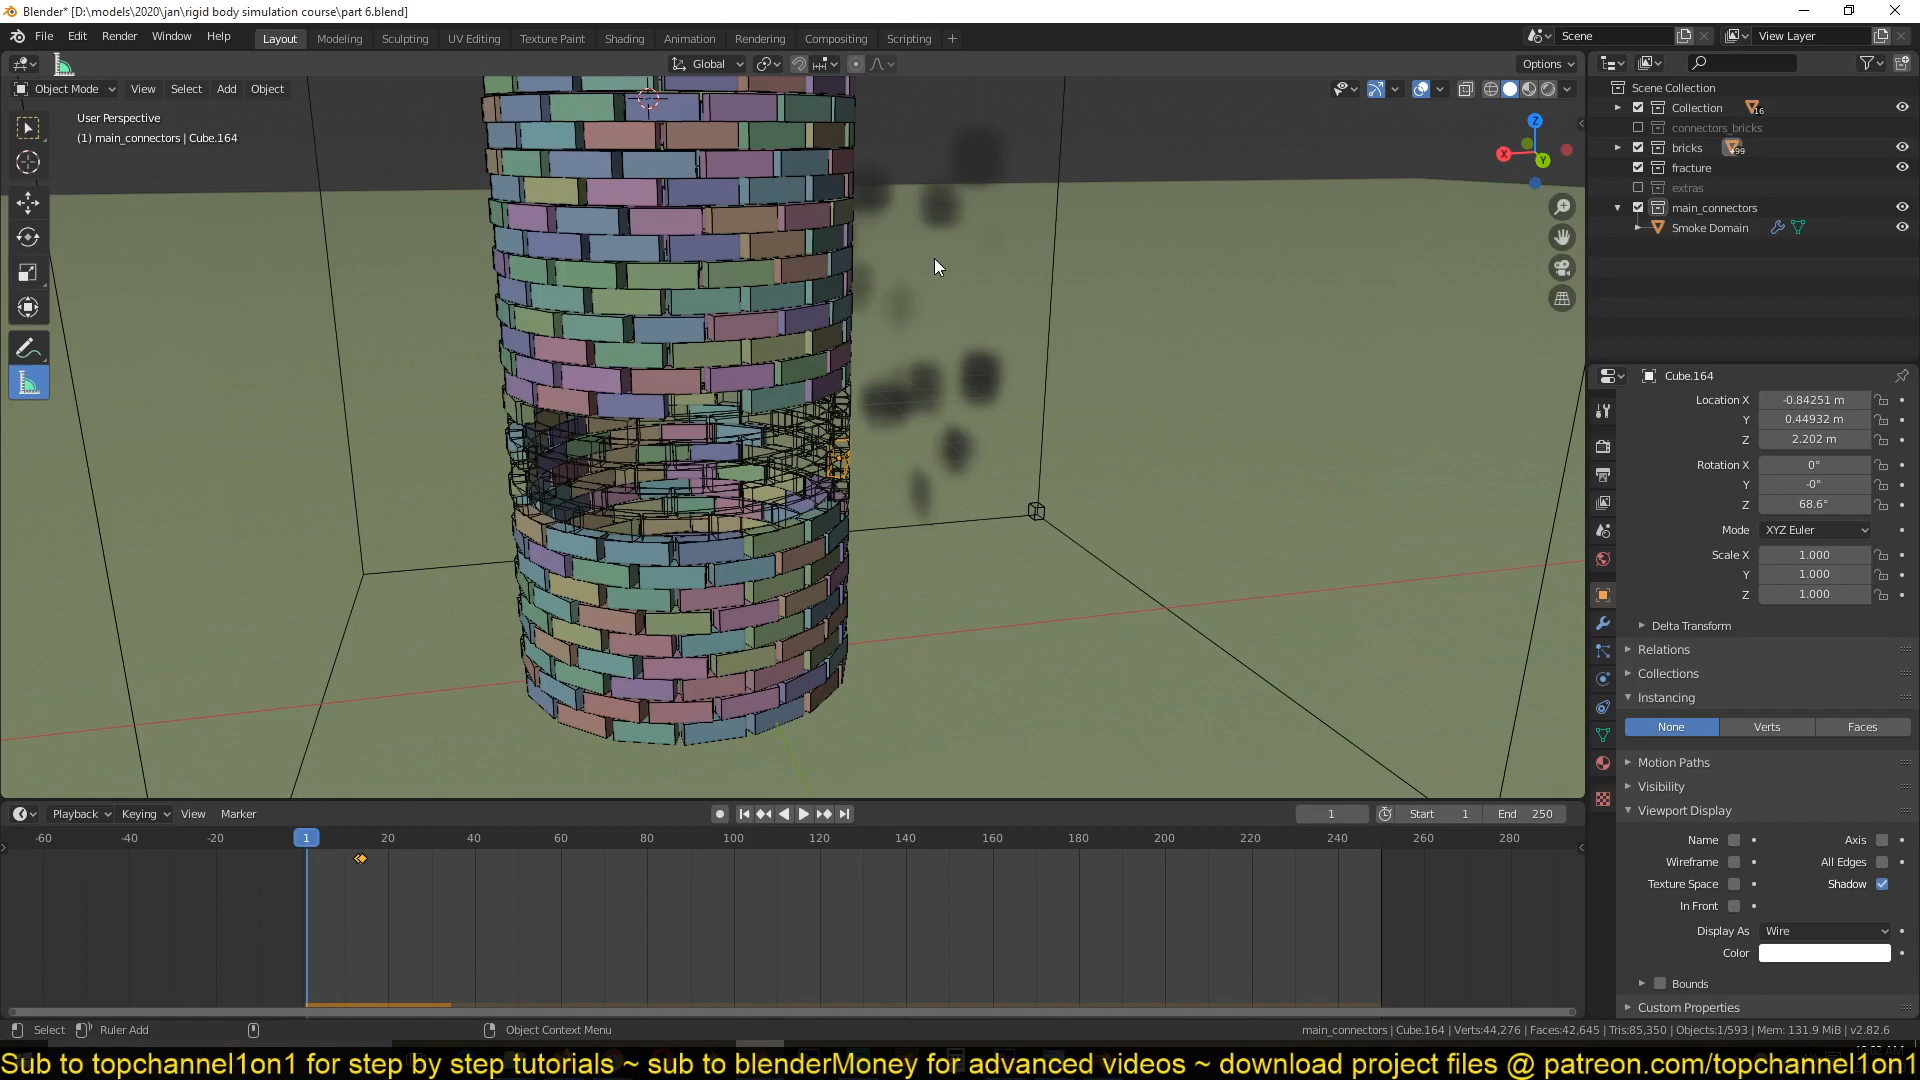 Blender* [D:\models\2020\jan\rigid body simulation course\part 6.blend]
File Edit Render Window Help
Layout Modeling Sculpting UV Editing Texture Paint Shading Animation Rendering Compositing Scripting +
Scene View Layer
Global Options
Object Mode View Select Add Object
User Perspective
(1) main_connectors | Cube.164
Z
X
Y
Scene Collection
Collection 16
connectors_bricks
bricks +99
fracture
extras
main_connectors
Smoke Domain
Cube.164
Location X -0.84251 m
Y 0.44932 m
Z 2.202 m
Rotation X 0°
Y -0°
Z 68.6°
Mode XYZ Euler
Scale X 1.000
Y 1.000
Z 1.000
Delta Transform
Relations
Collections
Instancing
None Verts Faces
Motion Paths
Visibility
Viewport Display
Name Axis
Wireframe All Edges
Texture Space Shadow
In Front
Display As Wire
Color
Bounds
Custom Properties
Playback Keying View Marker
1 Start 1 End 250
-60 -40 -20 1 20 40 60 80 100 120 140 160 180 200 220 240 260 280
Select Ruler Add Object Context Menu
main_connectors | Cube.164 | Verts:44,276 | Faces:42,645 | Tris:85,350 | Objects:1/593 | Mem: 131.9 MiB | v2.82.6
Sub to topchannel1on1 for step by step tutorials ~ sub to blenderMoney for advanced videos ~ download project files @ patreon.com/topchannel1on1